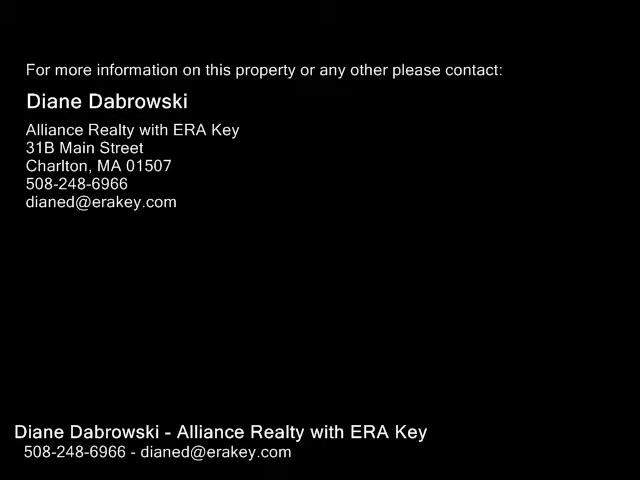 For more information on this property or any other please contact:
Diane Dabrowski
Alliance Realty with ERA Key
31B Main Street
Charlton, MA 01507
508-248-6966
dianed@erakey.com
Diane Dabrowski - Alliance Realty with ERA Key
508-248-6966 - dianed@erakey.com